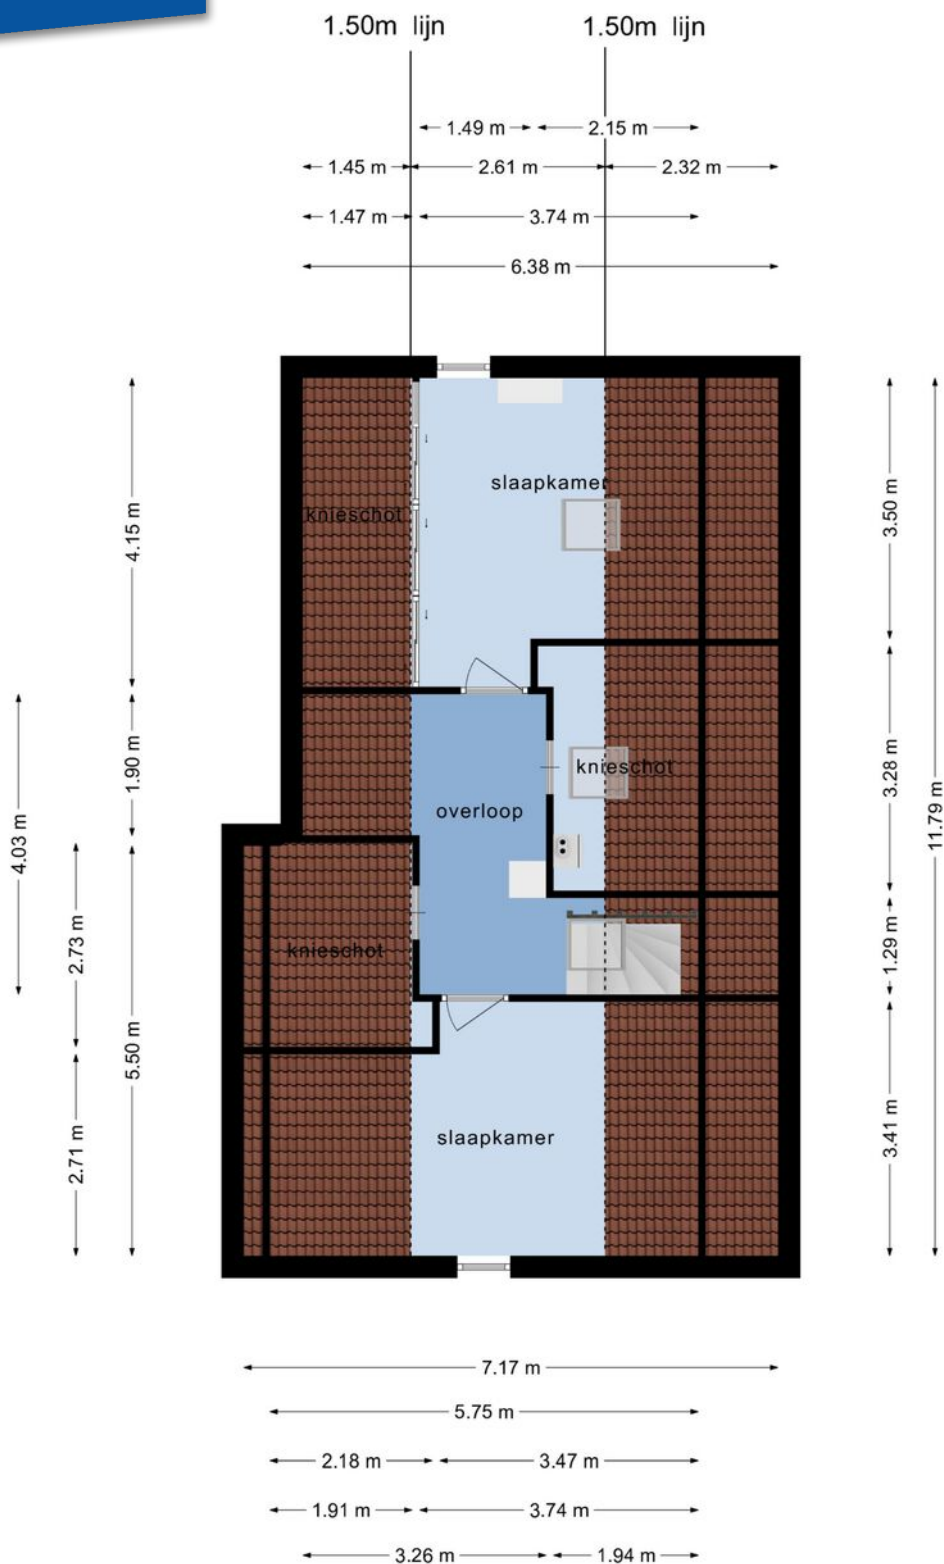 1.50m lijn 1.50m lijn
1.49 m 2.15 m
1.45 m 2.61 m 2.32 m
1.47 m 3.74 m
6.38 m
slaapkamer
knieschot
4.15 m
3.50 m
1.90 m
3.28 m
knieschot
overloop
4.03 m
11.79 m
2.73 m
knieschot
1.29 m
5.50 m
slaapkamer
2.71 m
3.41 m
7.17 m
5.75 m
2.18 m 3.47 m
1.91 m 3.74 m
3.26 m 1.94 m